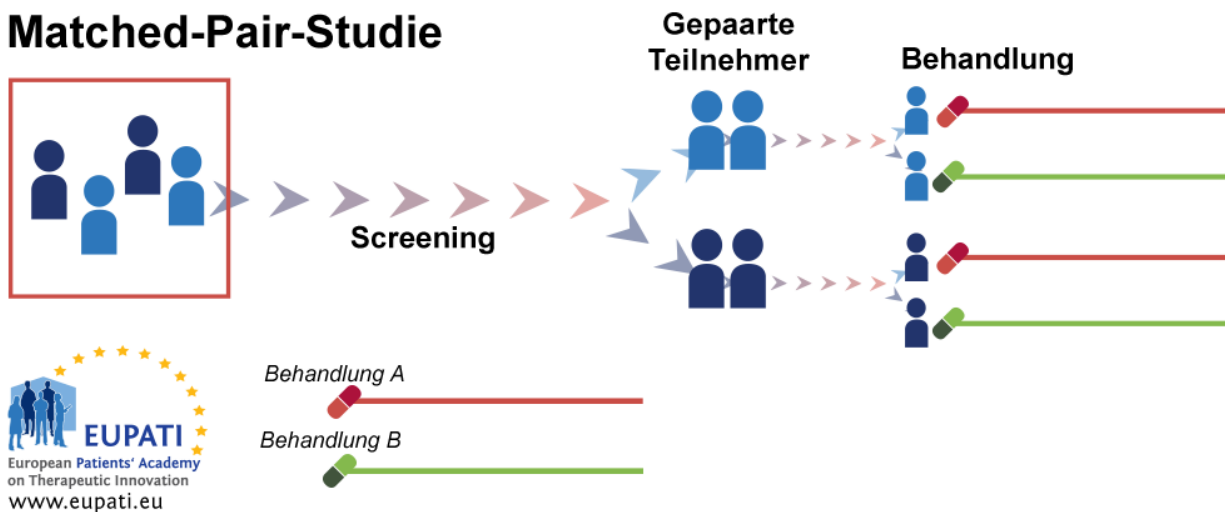 Matched-Pair-Studie
Gepaarte
Teilnehmer
Behandlung
Screening
Behandlung A
Behandlung B
EUPATI
European Patients' Academy
on Therapeutic Innovation
www.eupati.eu